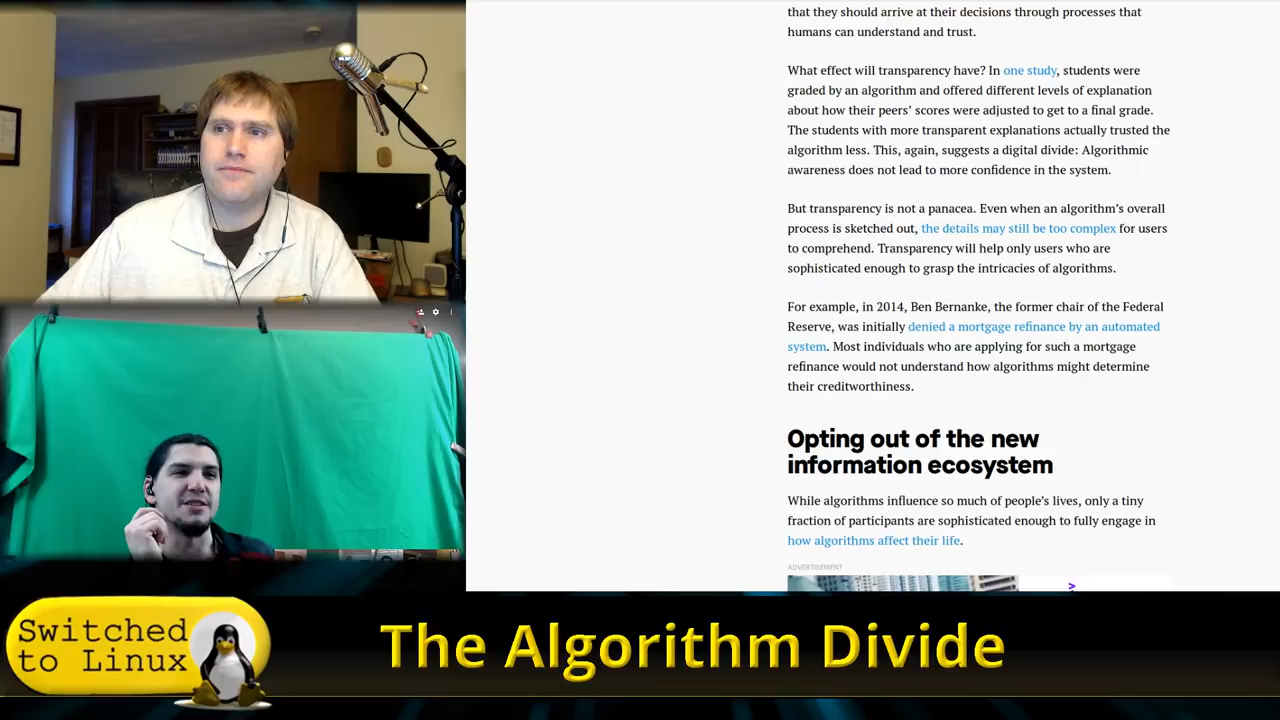 that they should arrive at their decisions through processes that
humans can understand and trust.
What effect will transparency have? In one study, students were
graded by an algorithm and offered different levels of explanation
about how their peers’ scores were adjusted to get to a final grade.
The students with more transparent explanations actually trusted the
algorithm less. This, again, suggests a digital divide: Algorithmic
awareness does not lead to more confidence in the system.
But transparency is not a panacea. Even when an algorithm’s overall
process is sketched out, the details may still be too complex for users
to comprehend. Transparency will help only users who are
sophisticated enough to grasp the intricacies of algorithms.
For example, in 2014, Ben Bernanke, the former chair of the Federal
Reserve, was initially denied a mortgage refinance by an automated
system. Most individuals who are applying for such a mortgage
refinance would not understand how algorithms might determine
their creditworthiness.
Opting out of the new
information ecosystem
While algorithms influence so much of people’s lives, only a tiny
fraction of participants are sophisticated enough to fully engage in
how algorithms affect their life.
ADVERTISEMENT
Switched
to Linux
The Algorithm Divide